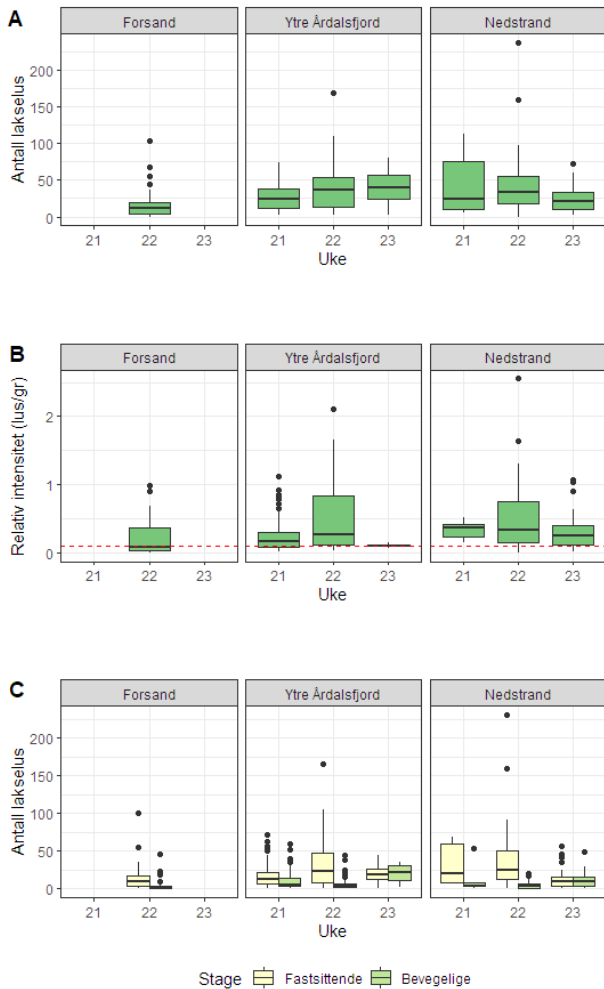 A
Forsand
Ytre Årdalsfjord
Nedstrand
Antall lakselus
200
150
100
50
0
21 22 23
21 22 23
21 22 23
Uke
B
Forsand
Ytre Årdalsfjord
Nedstrand
Relativ intensitet (lus/gr)
2
1
0
21 22 23
21 22 23
21 22 23
Uke
C
Forsand
Ytre Årdalsfjord
Nedstrand
Antall lakselus
200
150
100
50
0
21 22 23
21 22 23
21 22 23
Uke
Stage Fastsittende Bevegelige